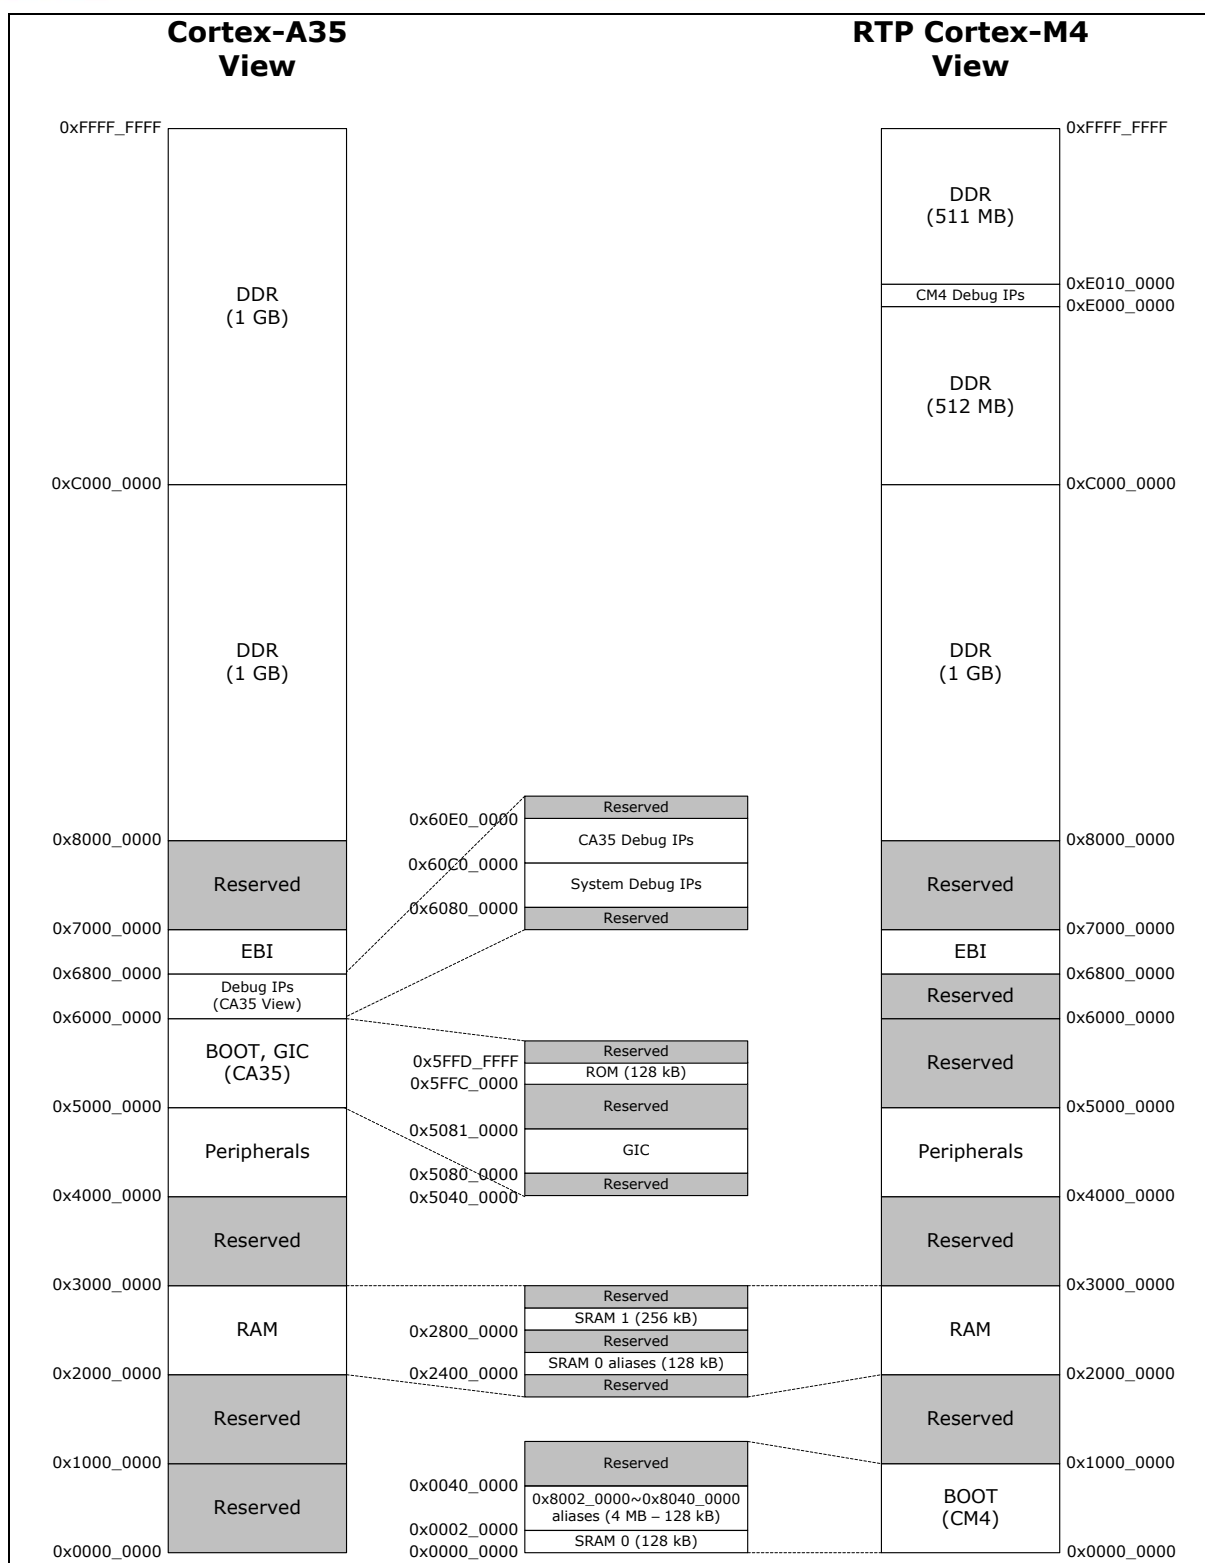 Cortex-A35
View
RTP Cortex-M4
View
0xFFFF_FFFF
DDR
(1 GB)
0xC000_0000
DDR
(1 GB)
0x8000_0000
Reserved
0x7000_0000
EBI
0x6800_0000
Debug IPs
(CA35 View)
0x6000_0000
BOOT, GIC
(CA35)
0x5000_0000
Peripherals
0x4000_0000
Reserved
0x3000_0000
RAM
0x2000_0000
Reserved
0x1000_0000
Reserved
0x0000_0000
Reserved
0x60E0_0000
CA35 Debug IPs
0x60C0_0000
System Debug IPs
0x6080_0000
Reserved
Reserved
0x5FFD_FFFF
ROM (128 kB)
0x5FFC_0000
Reserved
0x5081_0000
GIC
0x5080_0000
Reserved
0x5040_0000
Reserved
SRAM 1 (256 kB)
0x2800_0000
Reserved
SRAM 0 aliases (128 kB)
0x2400_0000
Reserved
Reserved
0x0040_0000
0x8002_0000~0x8040_0000
aliases (4 MB – 128 kB)
0x0002_0000
SRAM 0 (128 kB)
0x0000_0000
0xFFFF_FFFF
DDR
(511 MB)
0xE010_0000
CM4 Debug IPs
0xE000_0000
DDR
(512 MB)
0xC000_0000
DDR
(1 GB)
0x8000_0000
Reserved
0x7000_0000
EBI
0x6800_0000
Reserved
0x6000_0000
Reserved
0x5000_0000
Peripherals
0x4000_0000
Reserved
0x3000_0000
RAM
0x2000_0000
Reserved
0x1000_0000
BOOT
(CM4)
0x0000_0000